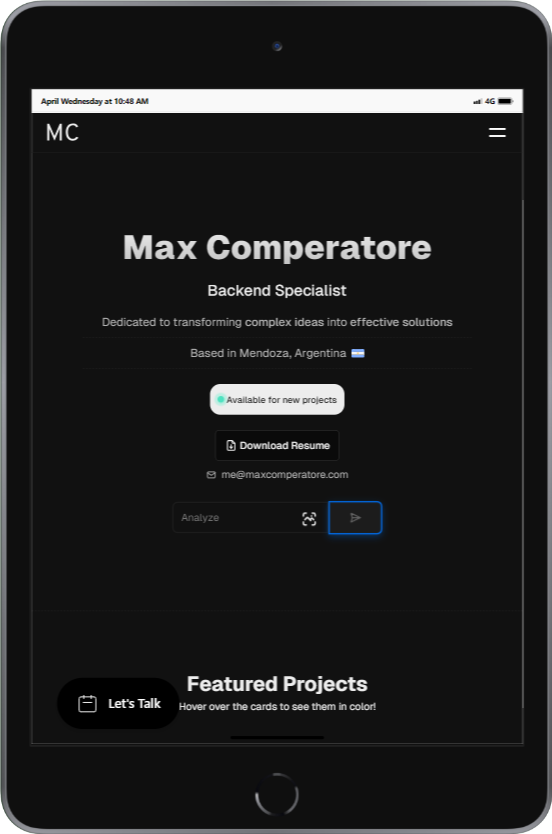 April Wednesday at 10:48 AM
4G
MC
Max Comperatore
Backend Specialist
Dedicated to transforming complex ideas into effective solutions
Based in Mendoza, Argentina
Available for new projects
Download Resume
me@maxcomperatore.com
Analyze
Featured Projects
Let's Talk
Hover over the cards to see them in color!